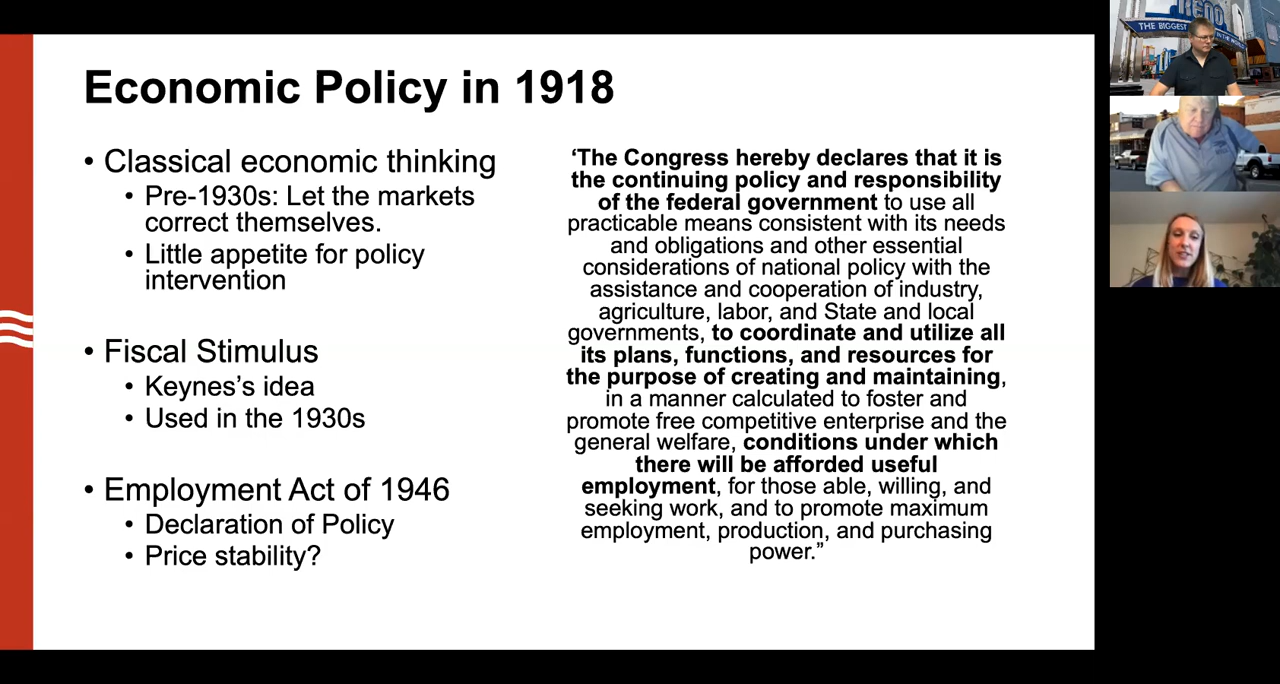 Economic Policy in 1918
• Classical economic thinking
• Pre-1930s: Let the markets
correct themselves.
• Little appetite for policy
intervention
• Fiscal Stimulus
• Keynes’s idea
• Used in the 1930s
• Employment Act of 1946
• Declaration of Policy
• Price stability?
‘The Congress hereby declares that it is
the continuing policy and responsibility
of the federal government to use all
practicable means consistent with its needs
and obligations and other essential
considerations of national policy with the
assistance and cooperation of industry,
agriculture, labor, and State and local
governments, to coordinate and utilize all
its plans, functions, and resources for
the purpose of creating and maintaining,
in a manner calculated to foster and
promote free competitive enterprise and the
general welfare, conditions under which
there will be afforded useful
employment, for those able, willing, and
seeking work, and to promote maximum
employment, production, and purchasing
power.”
RENO
THE BIGGEST
IN THE WORLD